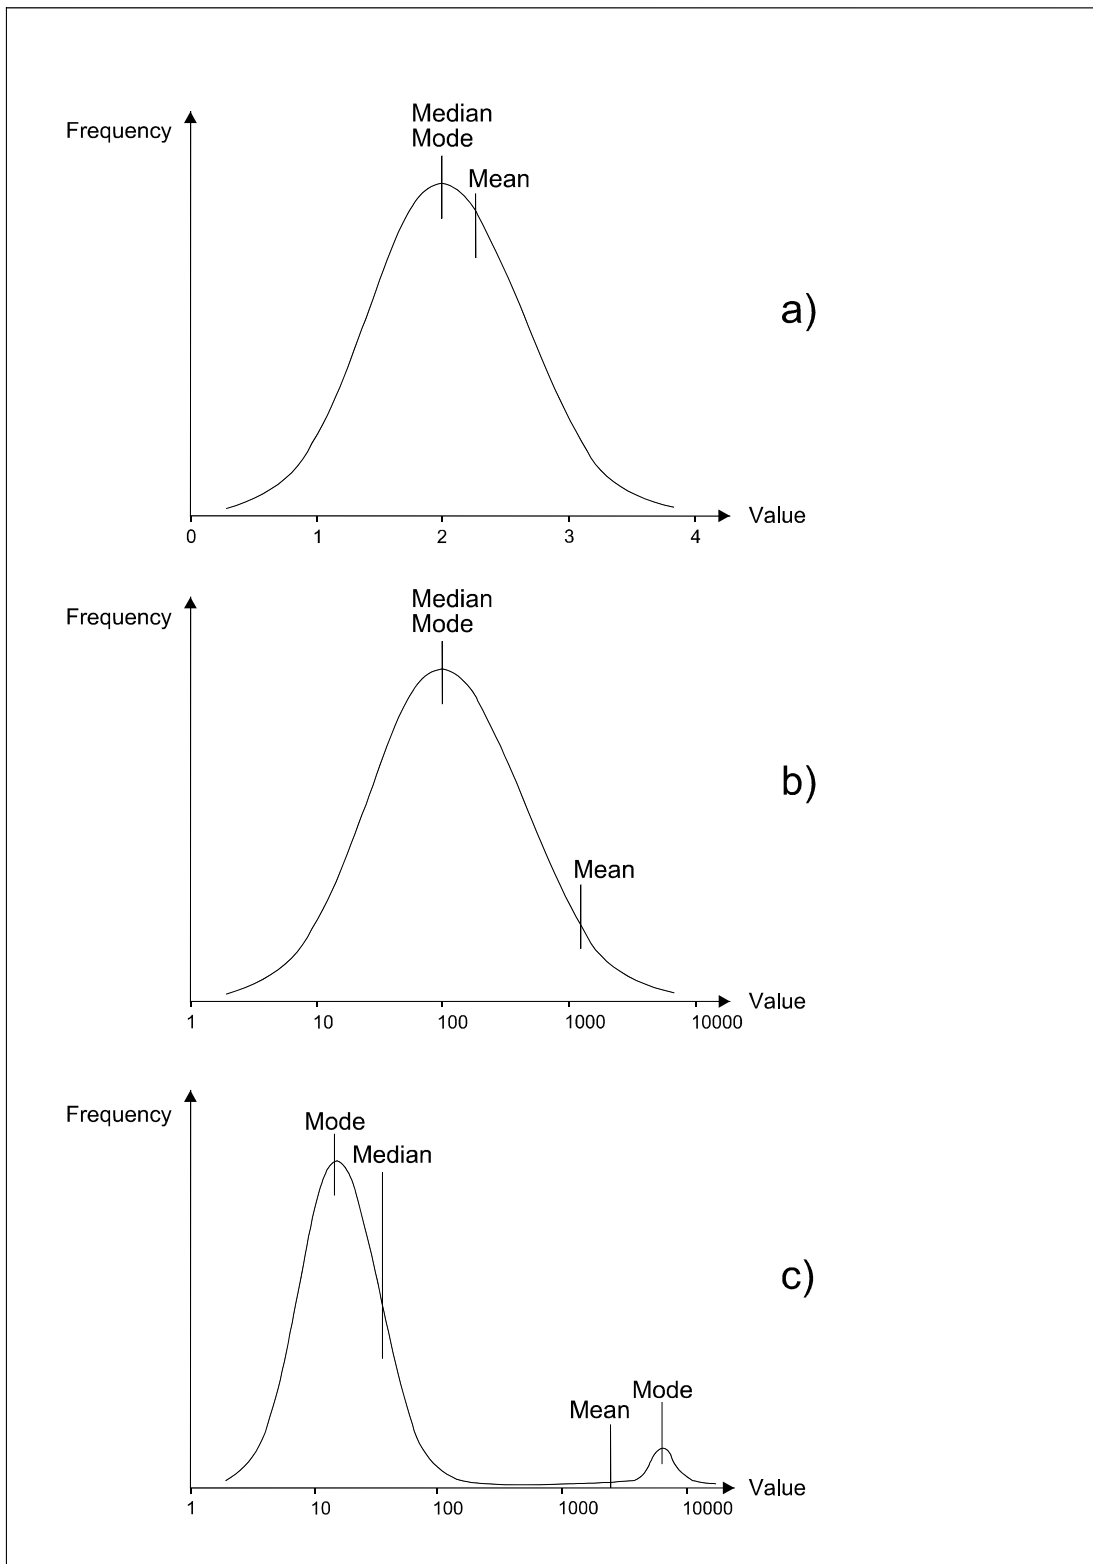 Median
Mode
Frequency
Mean
a)
Value
0 1 2 3 4
Median
Mode
Frequency
b)
Mean
Value
1 10 100 1000 10000
Frequency
Mode
Median
c)
Mode
Mean
Value
1 10 100 1000 10000